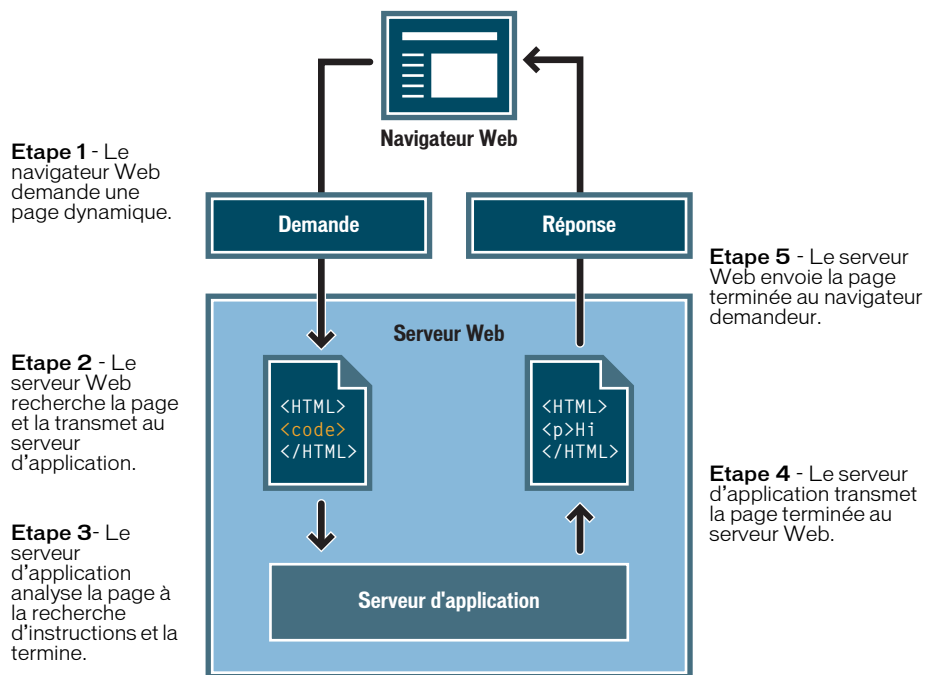 Navigateur Web
Etape 1 - Le
navigateur Web
demande une
page dynamique.
Demande
Réponse
Etape 5 - Le serveur
Web envoie la page
terminée au navigateur
demandeur.
Serveur Web
Etape 2 - Le
serveur Web
recherche la page
et la transmet au
serveur
d'application.
<HTML>
<code>
</HTML>
<HTML>
<p>Hi
</HTML>
Etape 4 - Le serveur
d'application transmet
la page terminée au
serveur Web.
Etape 3- Le
serveur
d'application
analyse la page à
la recherche
d'instructions et la
termine.
Serveur d'application